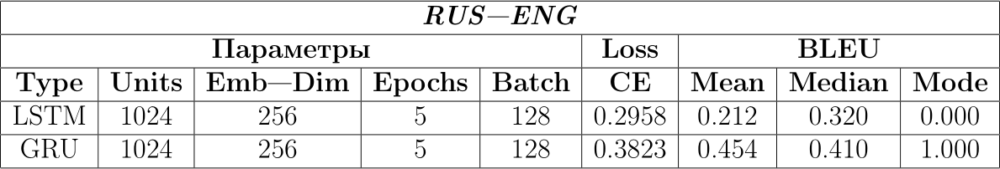 RUS—ENG
Параметры Loss BLEU
Type Units Emb—Dim Epochs Batch CE Mean Median Mode
LSTM 1024 256 5 128 0.2958 0.212 0.320 0.000
GRU 1024 256 5 128 0.3823 0.454 0.410 1.000